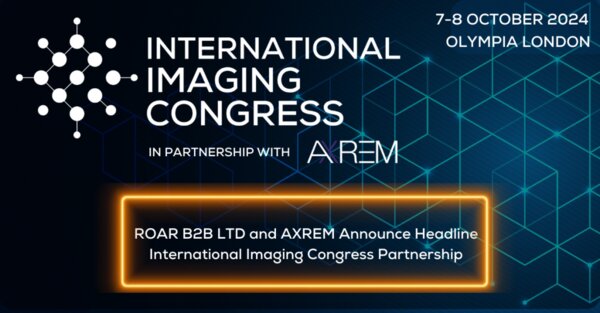 7-8 OCTOBER 2024
OLYMPIA LONDON
INTERNATIONAL
IMAGING
CONGRESS
IN PARTNERSHIP WITH AXREM
ROAR B2B LTD and AXREM Announce Headline
International Imaging Congress Partnership